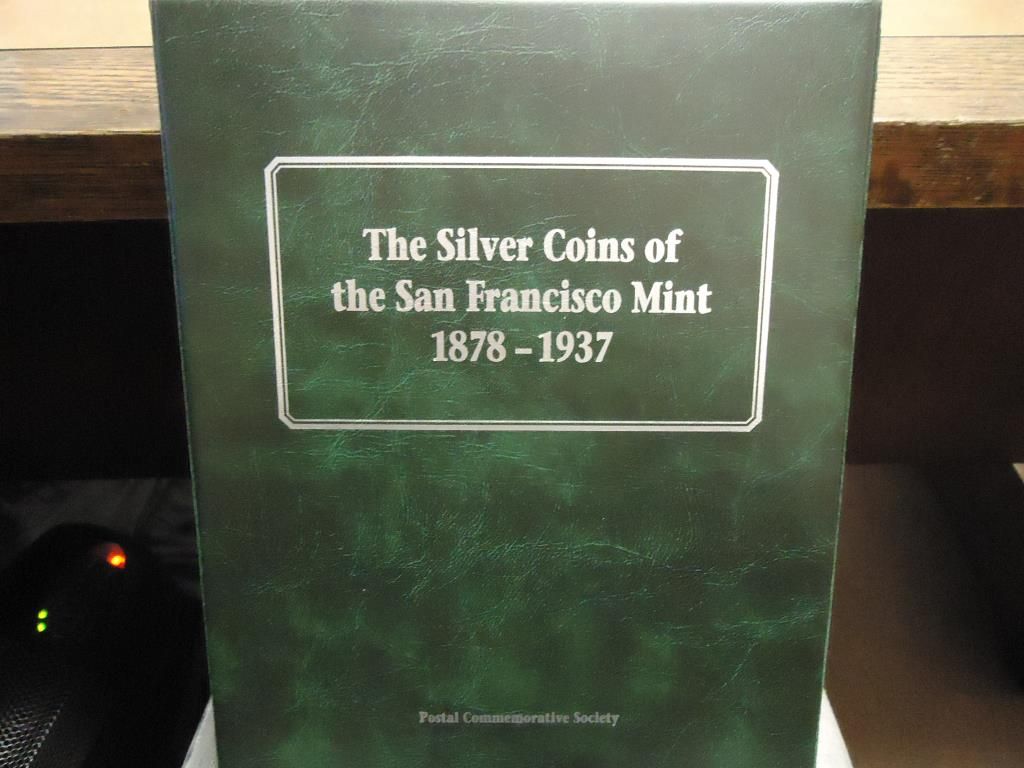 The Silver Coins of
the San Francisco Mint
1878 – 1937
Postal Commemorative Society